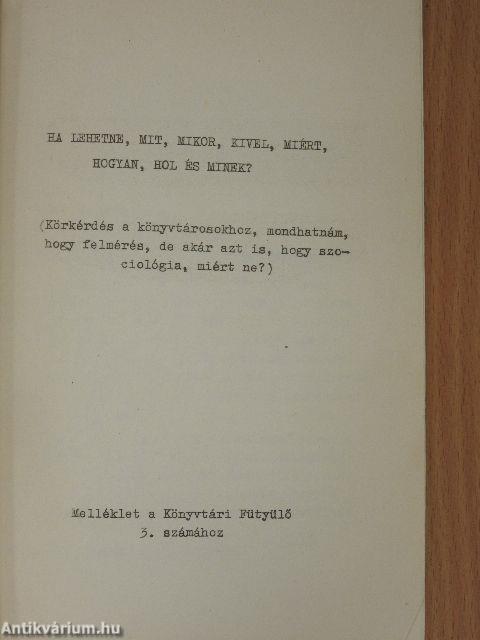 HA LEHETNE, MIT, MIKOR, KIVEL, MIÉRT,
HOGYAN, HOL ÉS MINEK?
(Körkérdés a könyvtárosokhoz, mondhatnám,
hogy felmérés, de akár azt is, hogy szo-
ciológia, miért ne?)
Melléklet a Könyvtári Fütyülő
3. számához
Antikvárium.hu